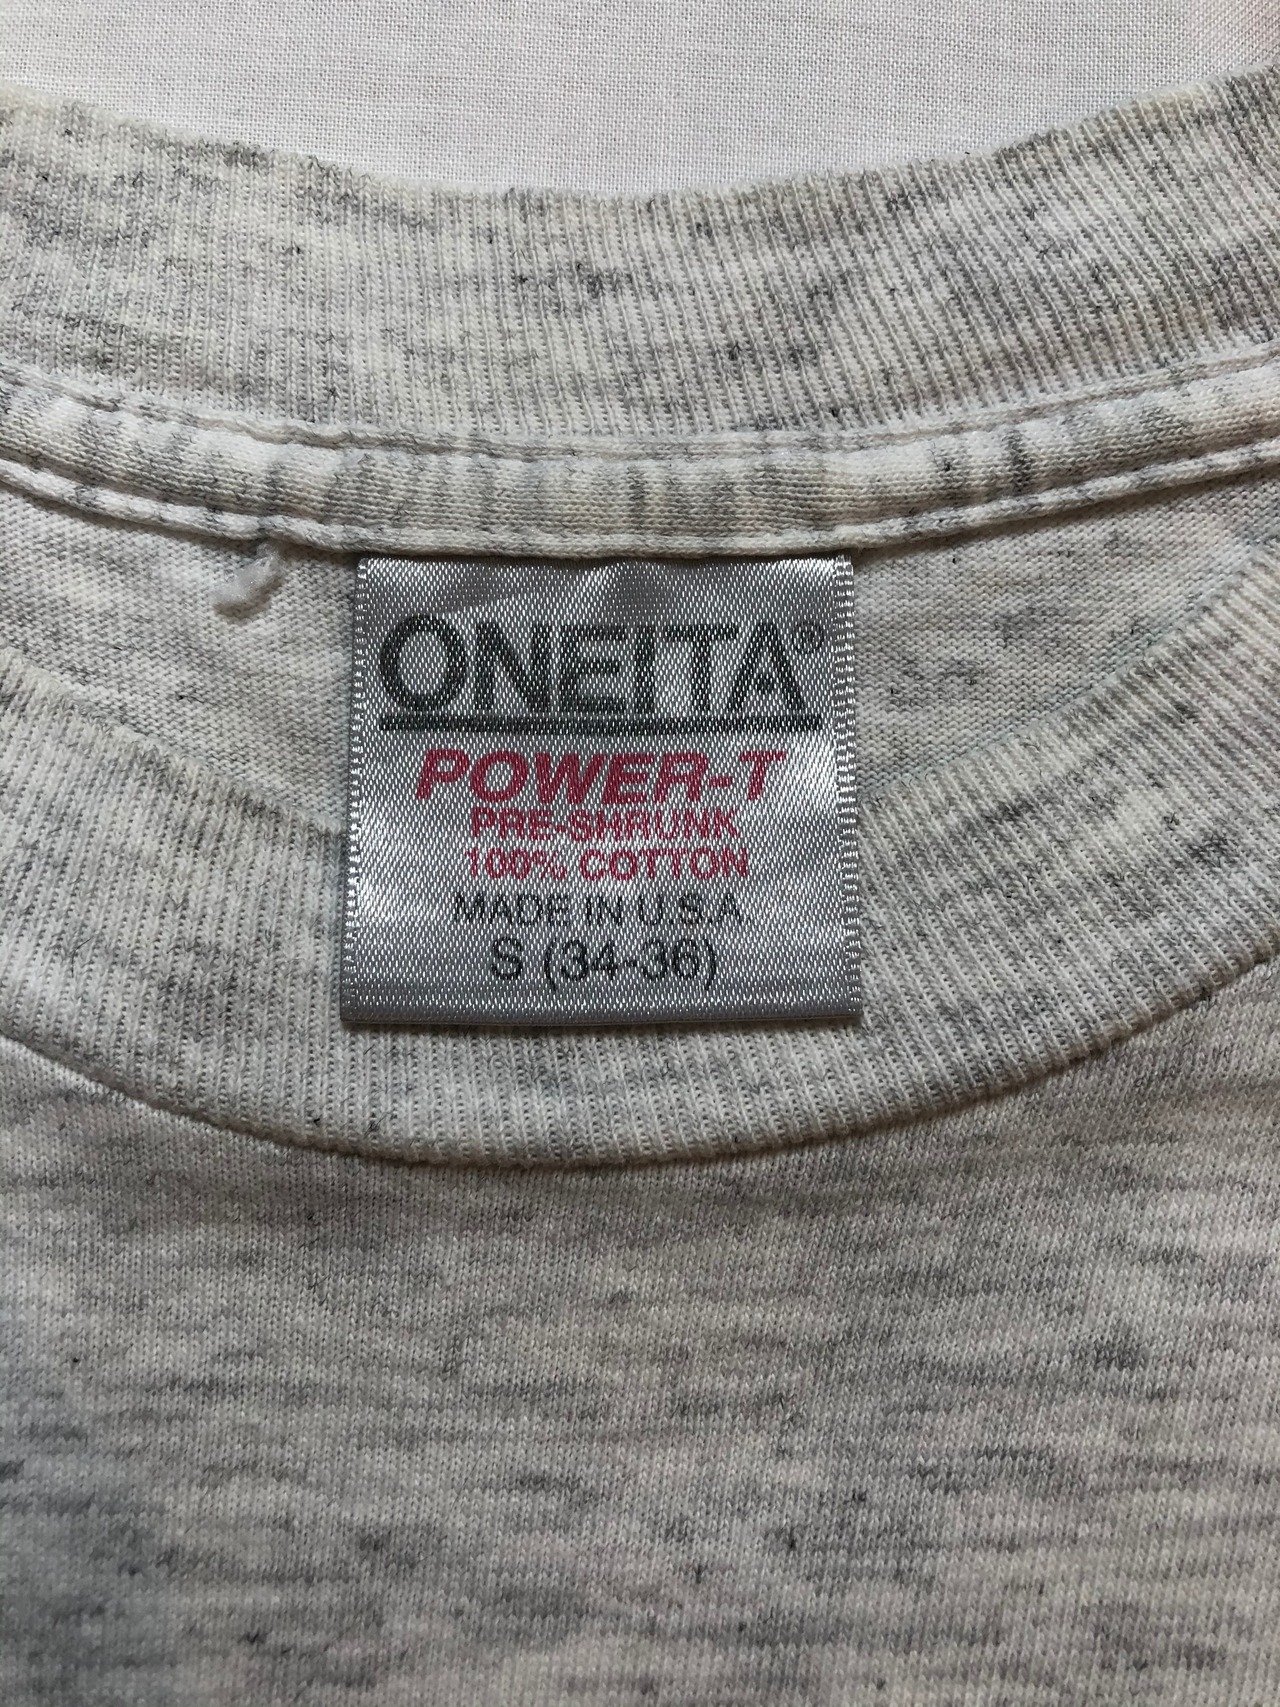 ONEITA®
POWER-T
PRE-SHRUNK
100% COTTON
MADE IN U.S.A
S (34-36)